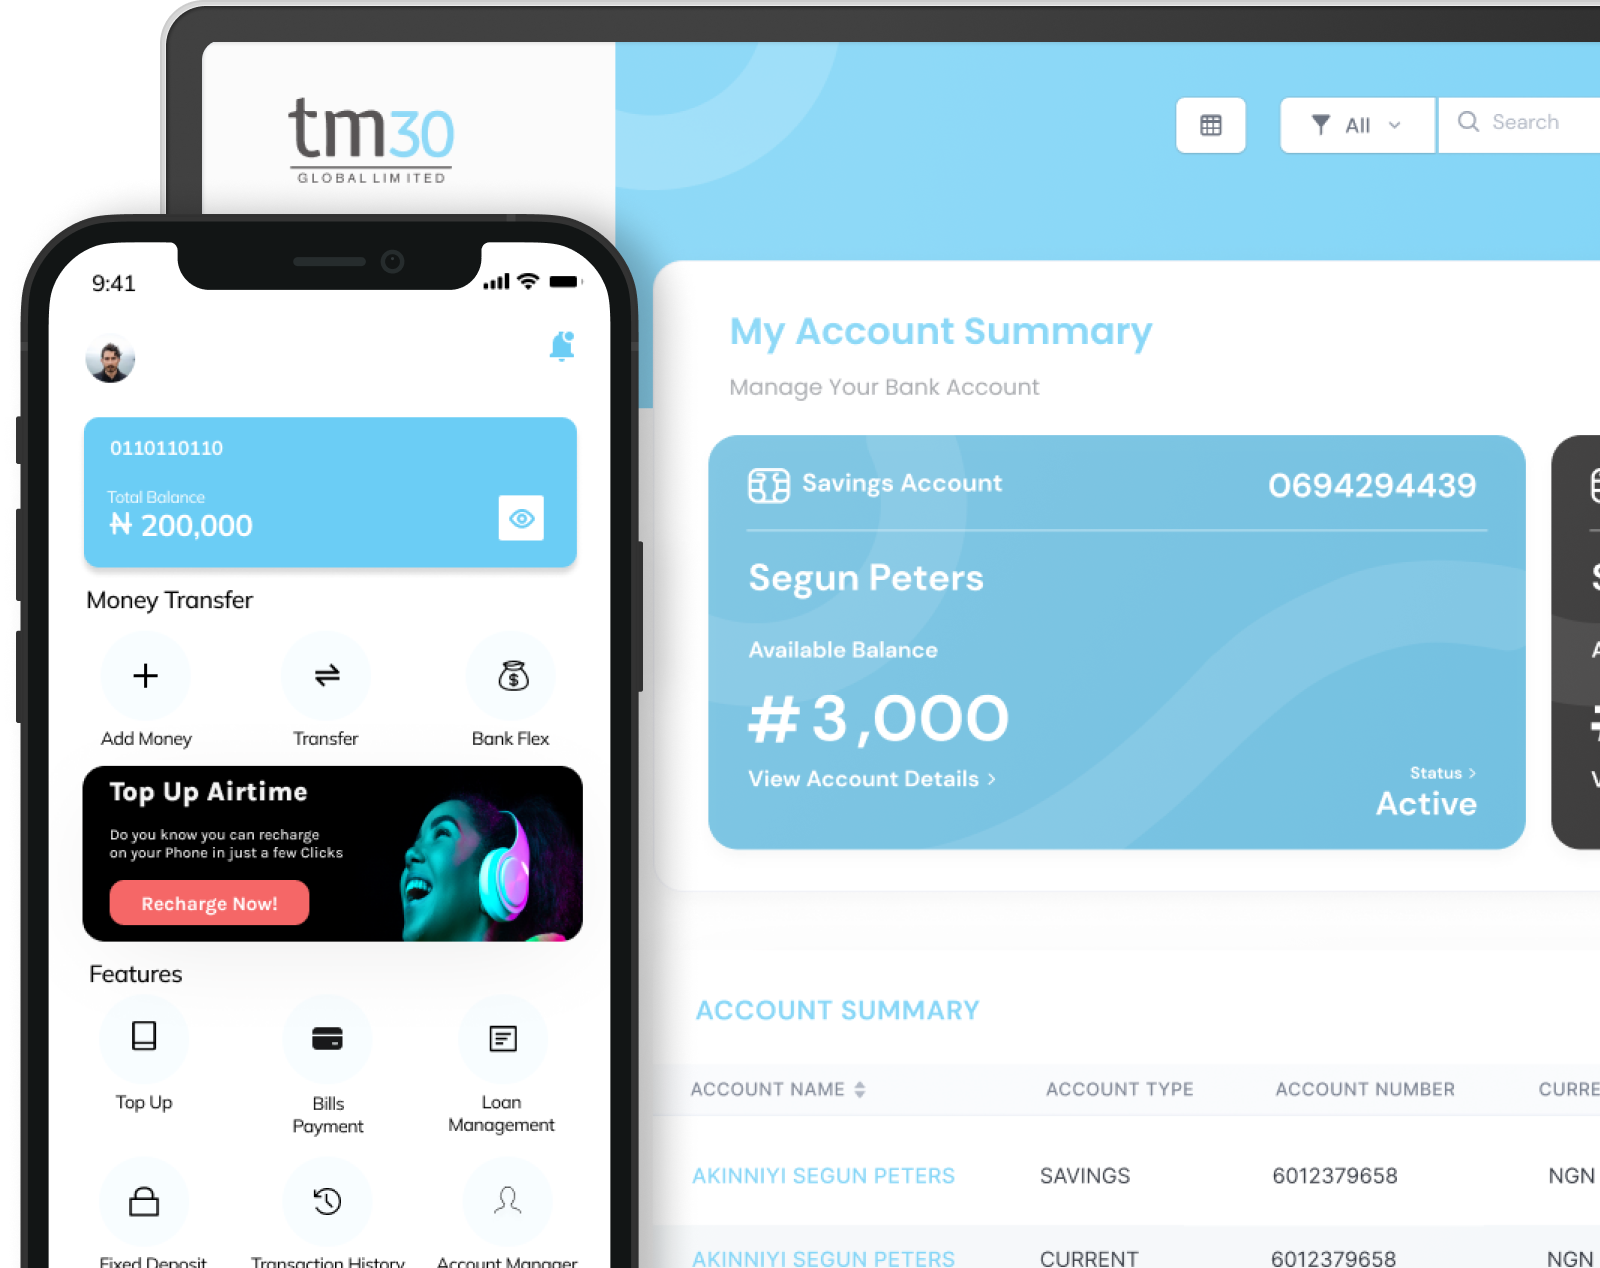 tm30
GLOBAL LIMITED
All
Search
9:41
0110110110
Total Balance
₦ 200,000
Money Transfer
Add Money
Transfer
Bank Flex
Top Up Airtime
Do you know you can recharge
on your Phone in just a few Clicks
Recharge Now!
Features
Top Up
Bills
Payment
Loan
Management
Fixed Deposit
Transaction History
Account Manager
My Account Summary
Manage Your Bank Account
Savings Account
0694294439
Segun Peters
Available Balance
#3,000
View Account Details >
Status >
Active
ACCOUNT SUMMARY
ACCOUNT NAME
ACCOUNT TYPE
ACCOUNT NUMBER
CURRE
AKINNIYI SEGUN PETERS
SAVINGS
6012379658
NGN
AKINNIYI SEGUN PETERS
CURRENT
6012379658
NGN